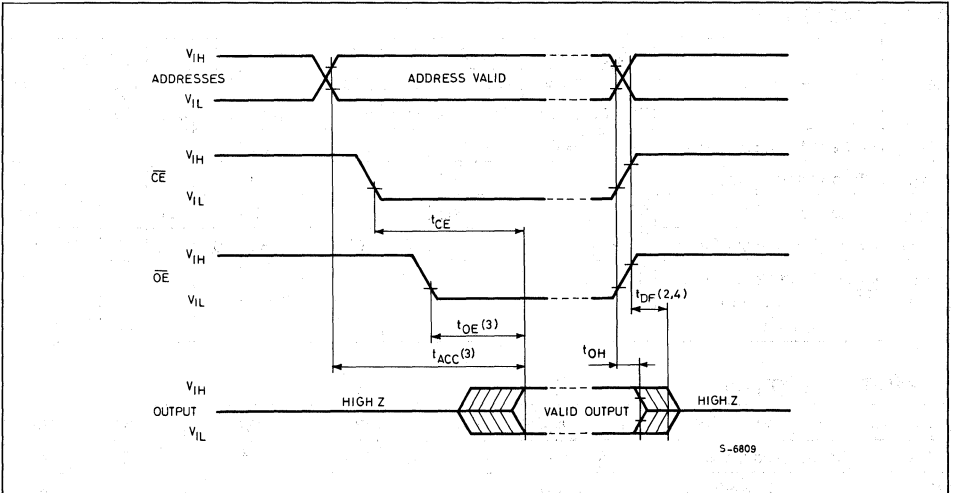 VIH
ADDRESSES
ADDRESS VALID
VIL
VIH
CE
VIL
tCE
VIH
OE
VIL
tDF(2,4)
tOE(3)
tACC(3)
tOH
VIH
OUTPUT
HIGH Z
VALID OUTPUT
HIGH Z
VIL
S-6809